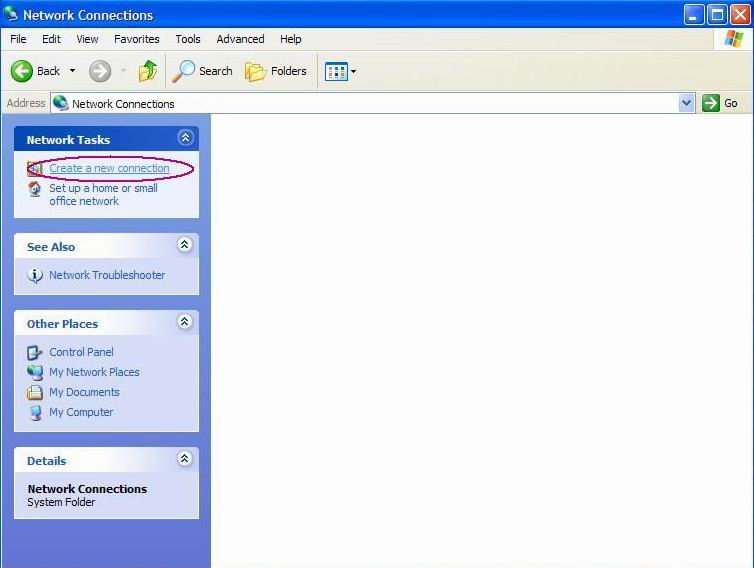 Network Connections
File Edit View Favorites Tools Advanced Help
Back Search Folders
Address Network Connections Go
Network Tasks
Create a new connection
Set up a home or small
office network
See Also
Network Troubleshooter
Other Places
Control Panel
My Network Places
My Documents
My Computer
Details
Network Connections
System Folder